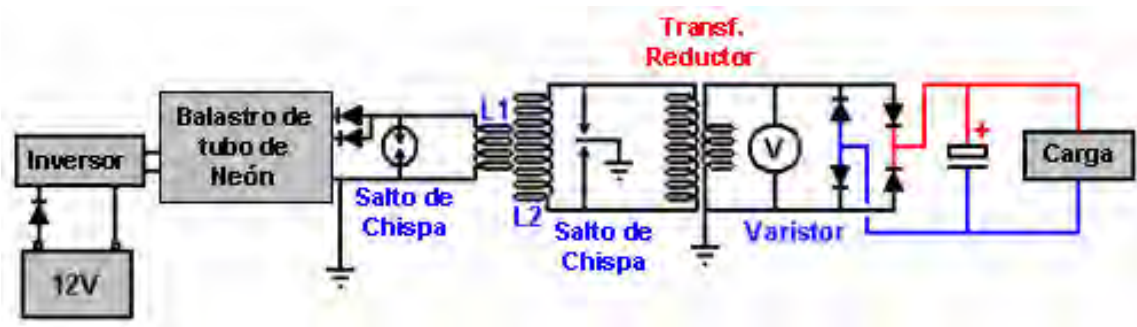 Transf.
Reductor
Balastro de
tubo de
Neón
L1
Inversor
V
+
Carga
Salto de
Chispa
L2
Salto de
Chispa
Varistor
12V